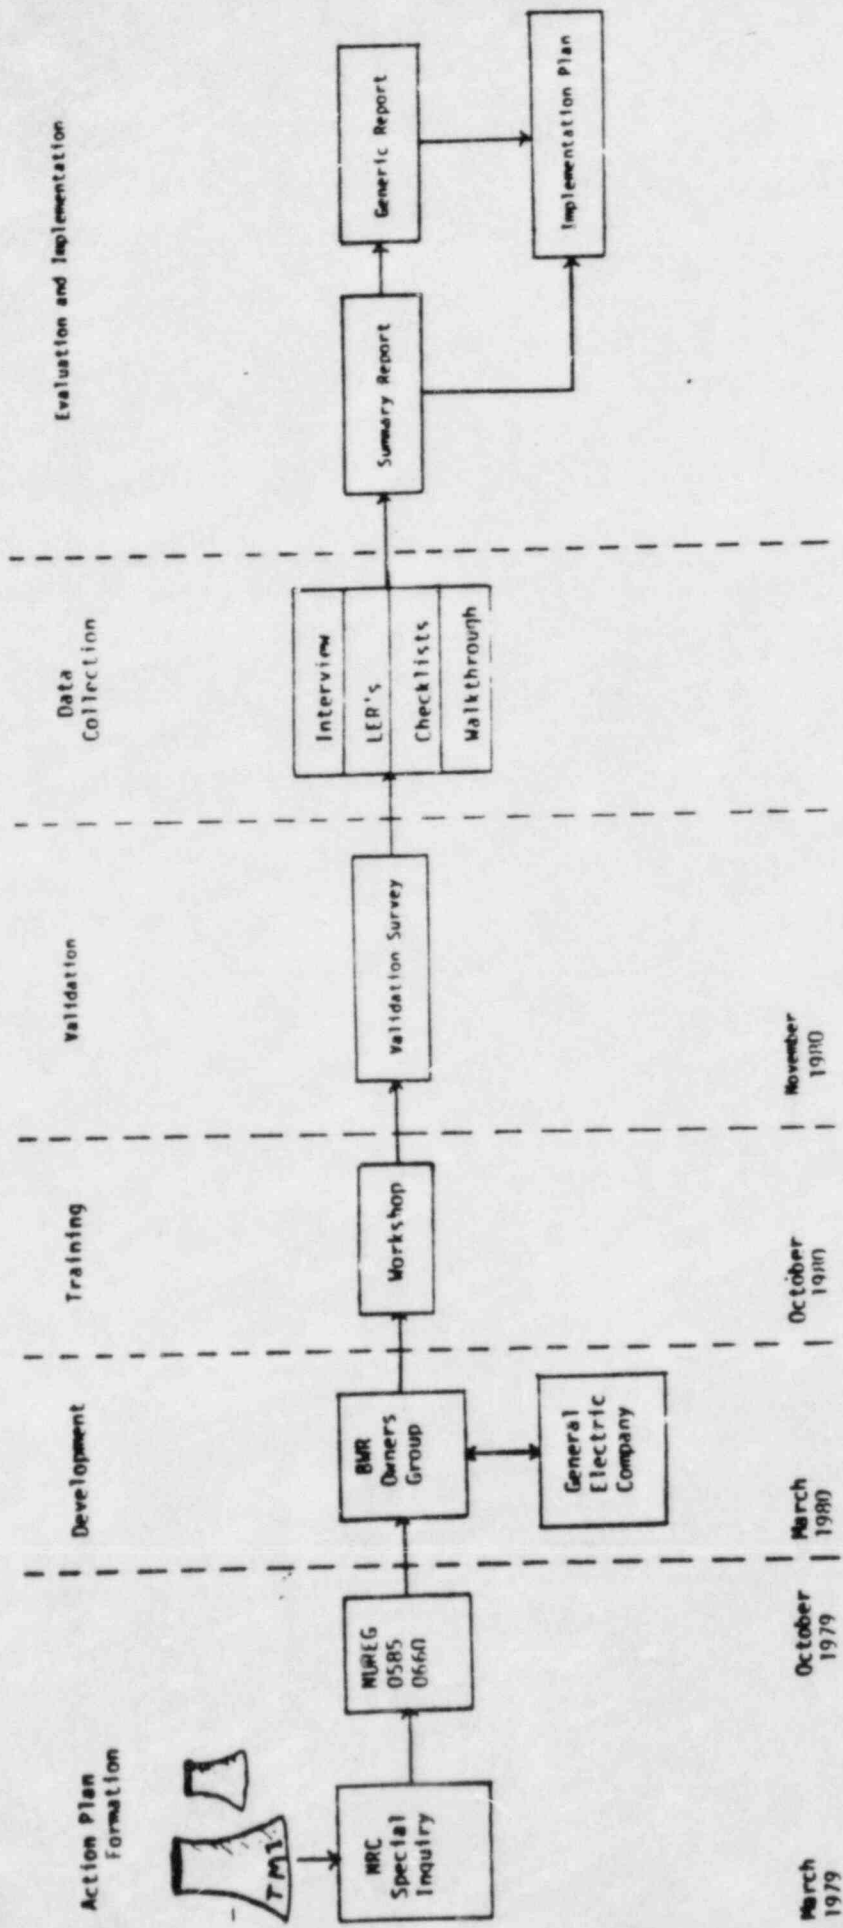 Action Plan
Formation
Development
Training
Validation
Data
Collection
Evaluation and Implementation
TMI
NRC
Special
Inquiry
NUREG
0585
0660
BWR
Owners
Group
General
Electric
Company
Workshop
Validation Survey
Interview
LER's
Checklists
Walkthrough
Summary Report
Generic Report
Implementation Plan
March
1979
October
1979
March
1980
October
1980
November
1980